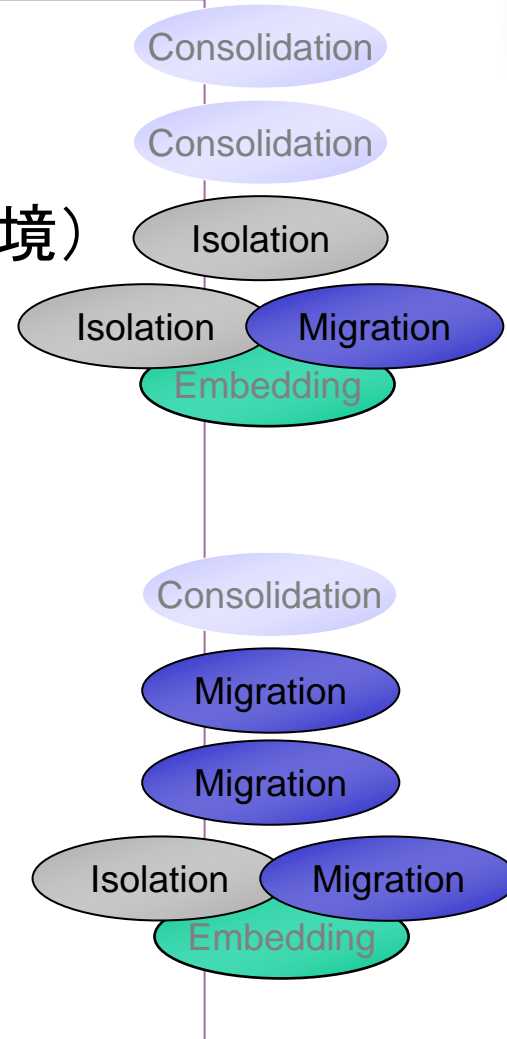 Consolidation
Consolidation
境）
Isolation
Isolation Migration
Embedding
Consolidation
Migration
Migration
Isolation Migration
Embedding